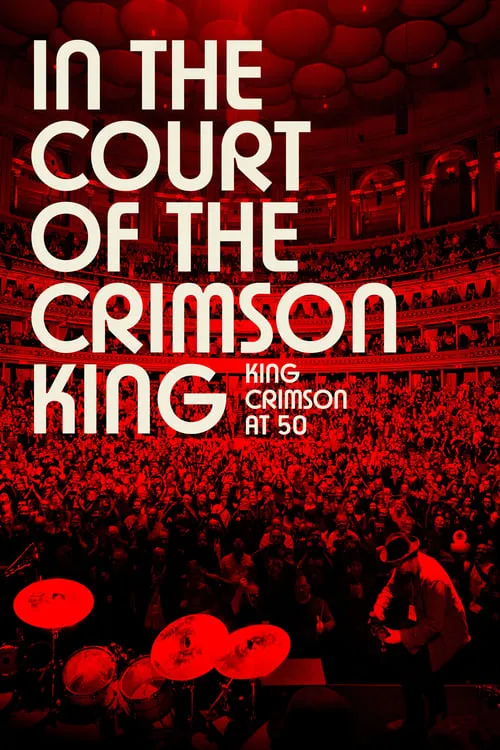 IN THE
COURT
OF THE
CRIMSON
KING
KING
CRIMSON
AT 50